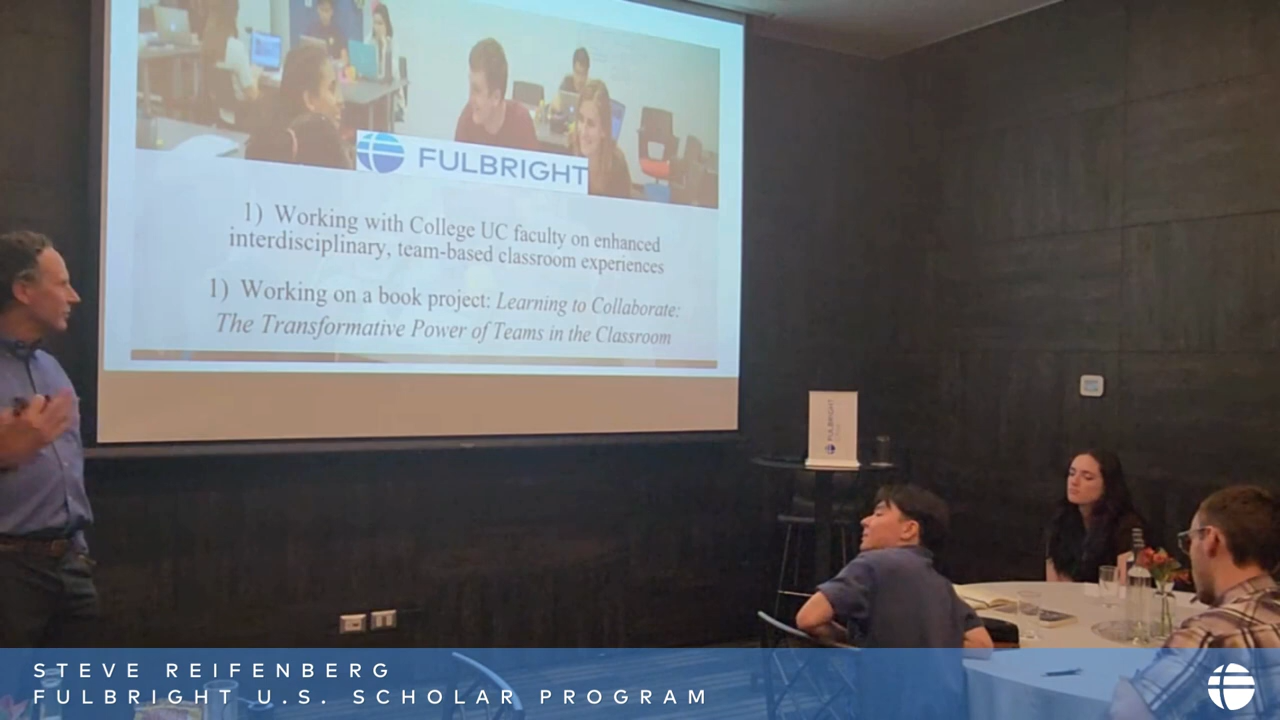 FULBRIGHT
1) Working with College UC faculty on enhanced
interdisciplinary, team-based classroom experiences
1) Working on a book project: Learning to Collaborate:
The Transformative Power of Teams in the Classroom
FULBRIGHT
STEVE REIFENBERG
FULBRIGHT U.S. SCHOLAR PROGRAM